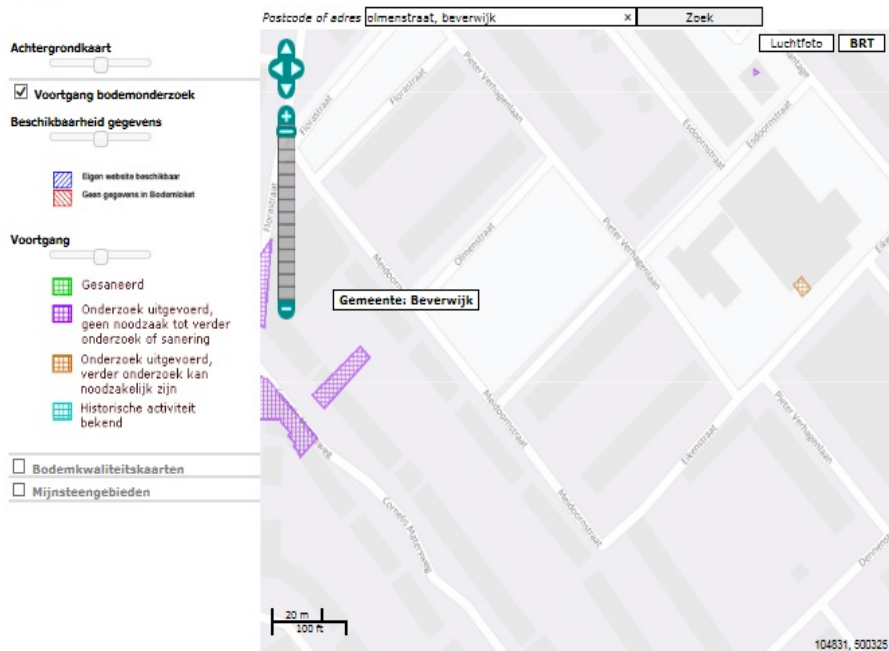 Postcode of adres olmenstraat, beverwijk × Zoek
Achtergrondkaart
Voortgang bodemonderzoek
Beschikbaarheid gegevens
Eigen website beschikbaar
Geen gegevens in Bodemloket
Voortgang
Gesaneerd
Onderzoek uitgevoerd,
geen noodzaak tot verder
onderzoek of sanering
Onderzoek uitgevoerd,
verder onderzoek kan
noodzakelijk zijn
Historische activiteit
bekend
Bodemkwaliteitskaarten
Mijnsteengebieden
Luchtfoto BRT
Florastraat
Florastraat
Florastraat
Pieter Verhagenlaan
Esdoornstraat
Esdoornstraat
Olmenstraat
Pieter Verhagenlaan
Gemeente: Beverwijk
Meidoornstraat
Eikenstraat
Pieter Verhagenlaan
Meidoornstraat
Cornelis Matersweg
20 m
100 ft
104831, 500325